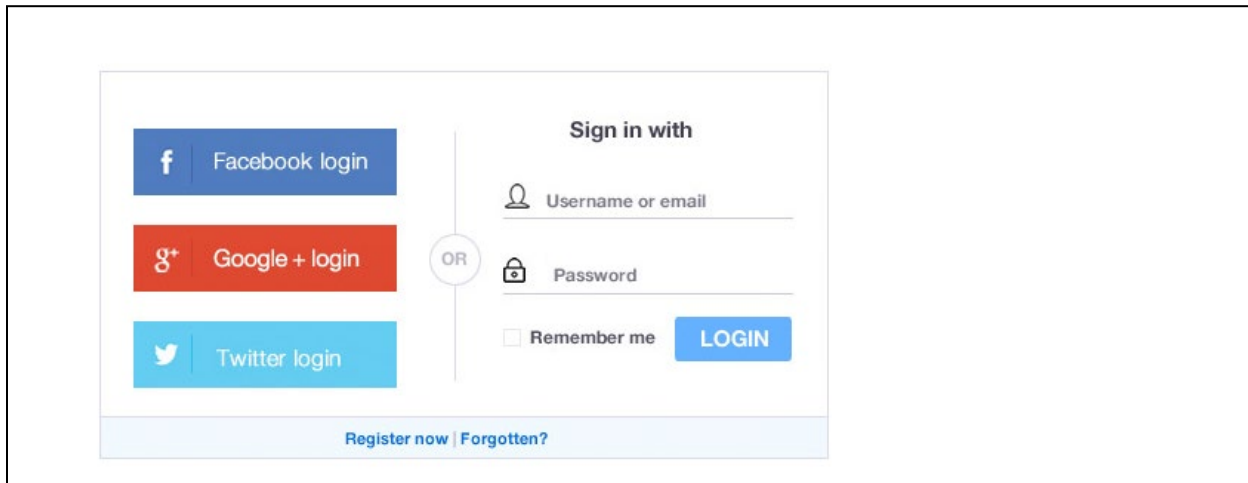 f Facebook login
g+ Google + login
Twitter login
OR
Sign in with
Username or email
Password
Remember me
LOGIN
Register now | Forgotten?